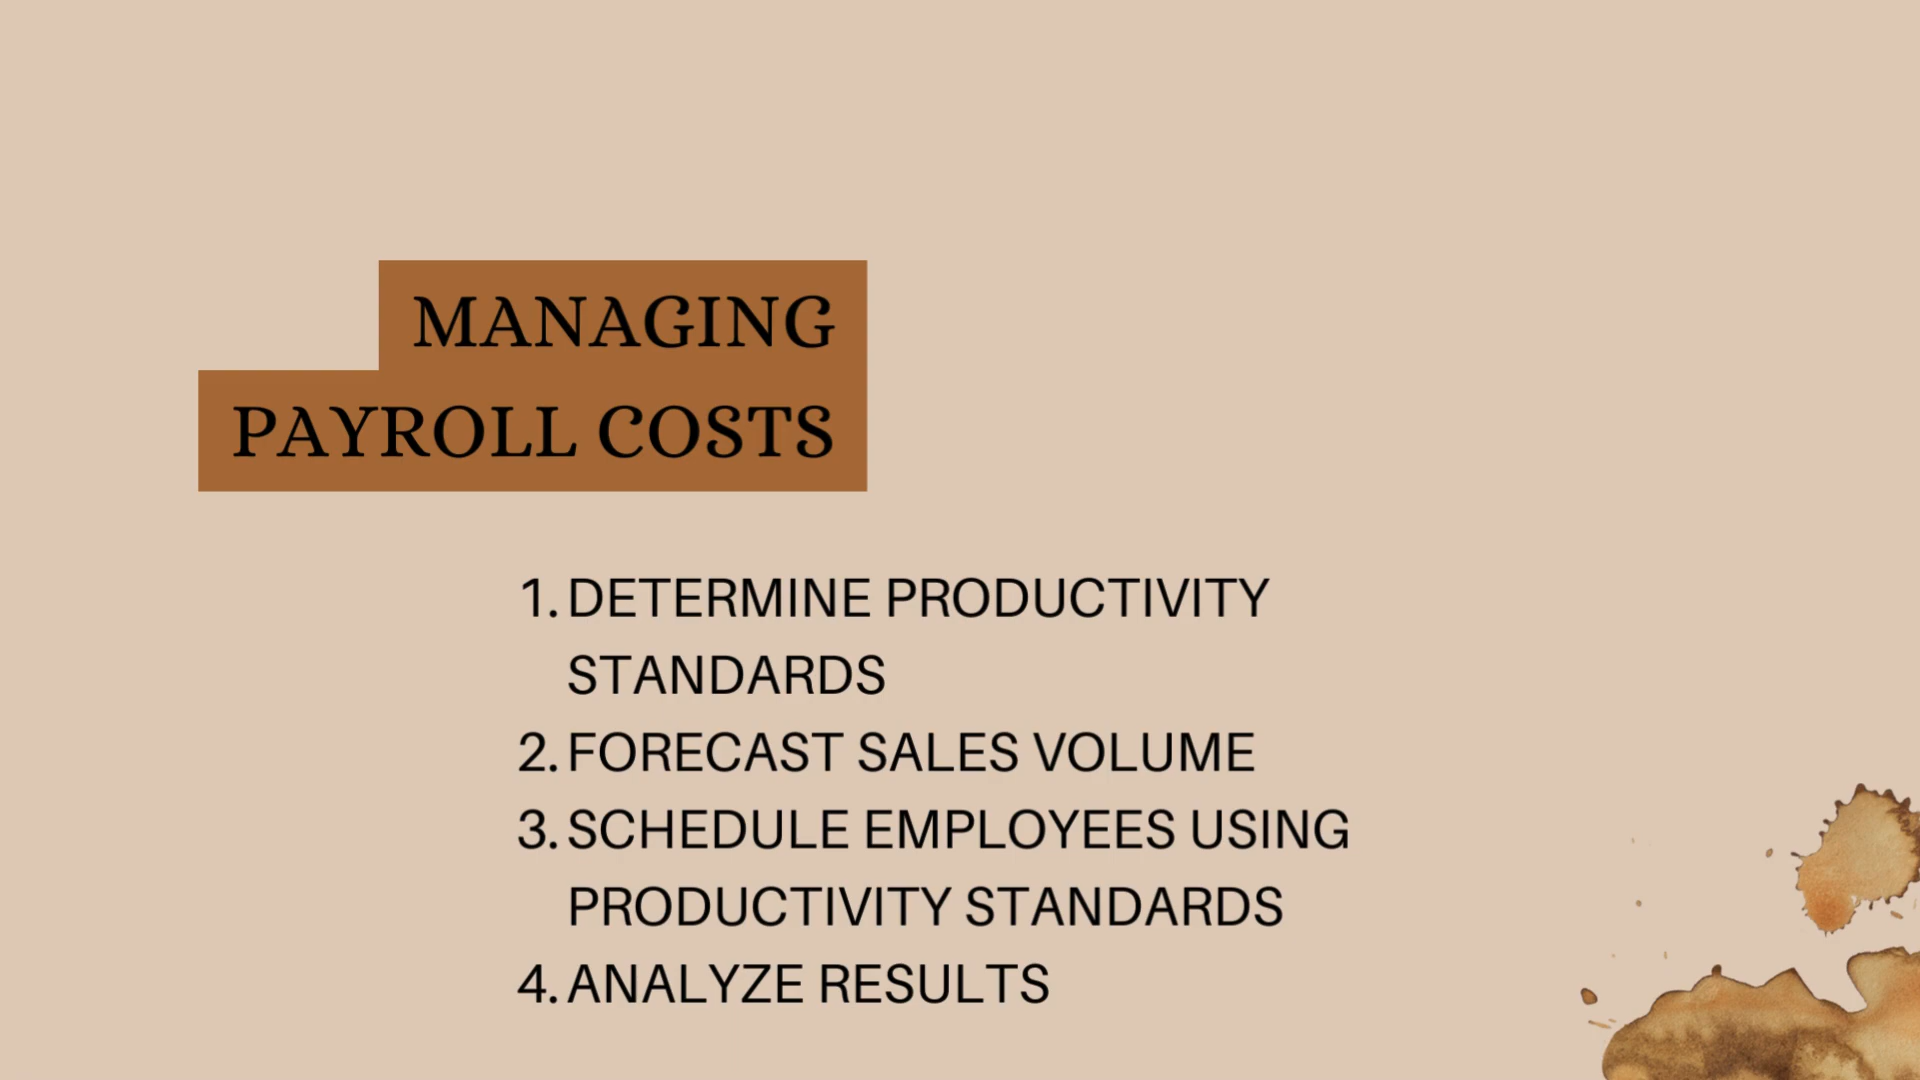 MANAGING
PAYROLL COSTS
1. DETERMINE PRODUCTIVITY
STANDARDS
2. FORECAST SALES VOLUME
3. SCHEDULE EMPLOYEES USING
PRODUCTIVITY STANDARDS
4. ANALYZE RESULTS